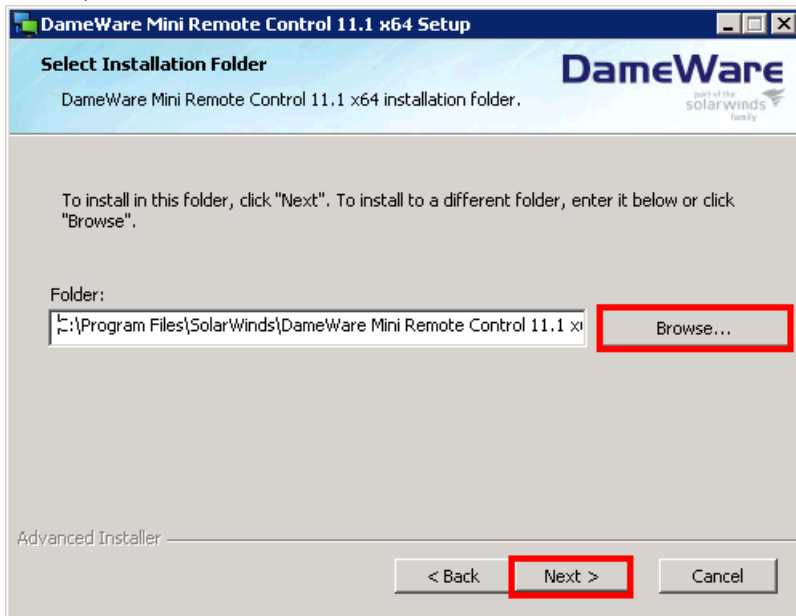 DameWare Mini Remote Control 11.1 x64 Setup
Select Installation Folder
DameWare Mini Remote Control 11.1 x64 installation folder.
DameWare
part of the
solarwinds
family
To install in this folder, click "Next". To install to a different folder, enter it below or click
"Browse".
Folder:
C:\Program Files\SolarWinds\DameWare Mini Remote Control 11.1 x
Browse...
Advanced Installer
< Back
Next >
Cancel